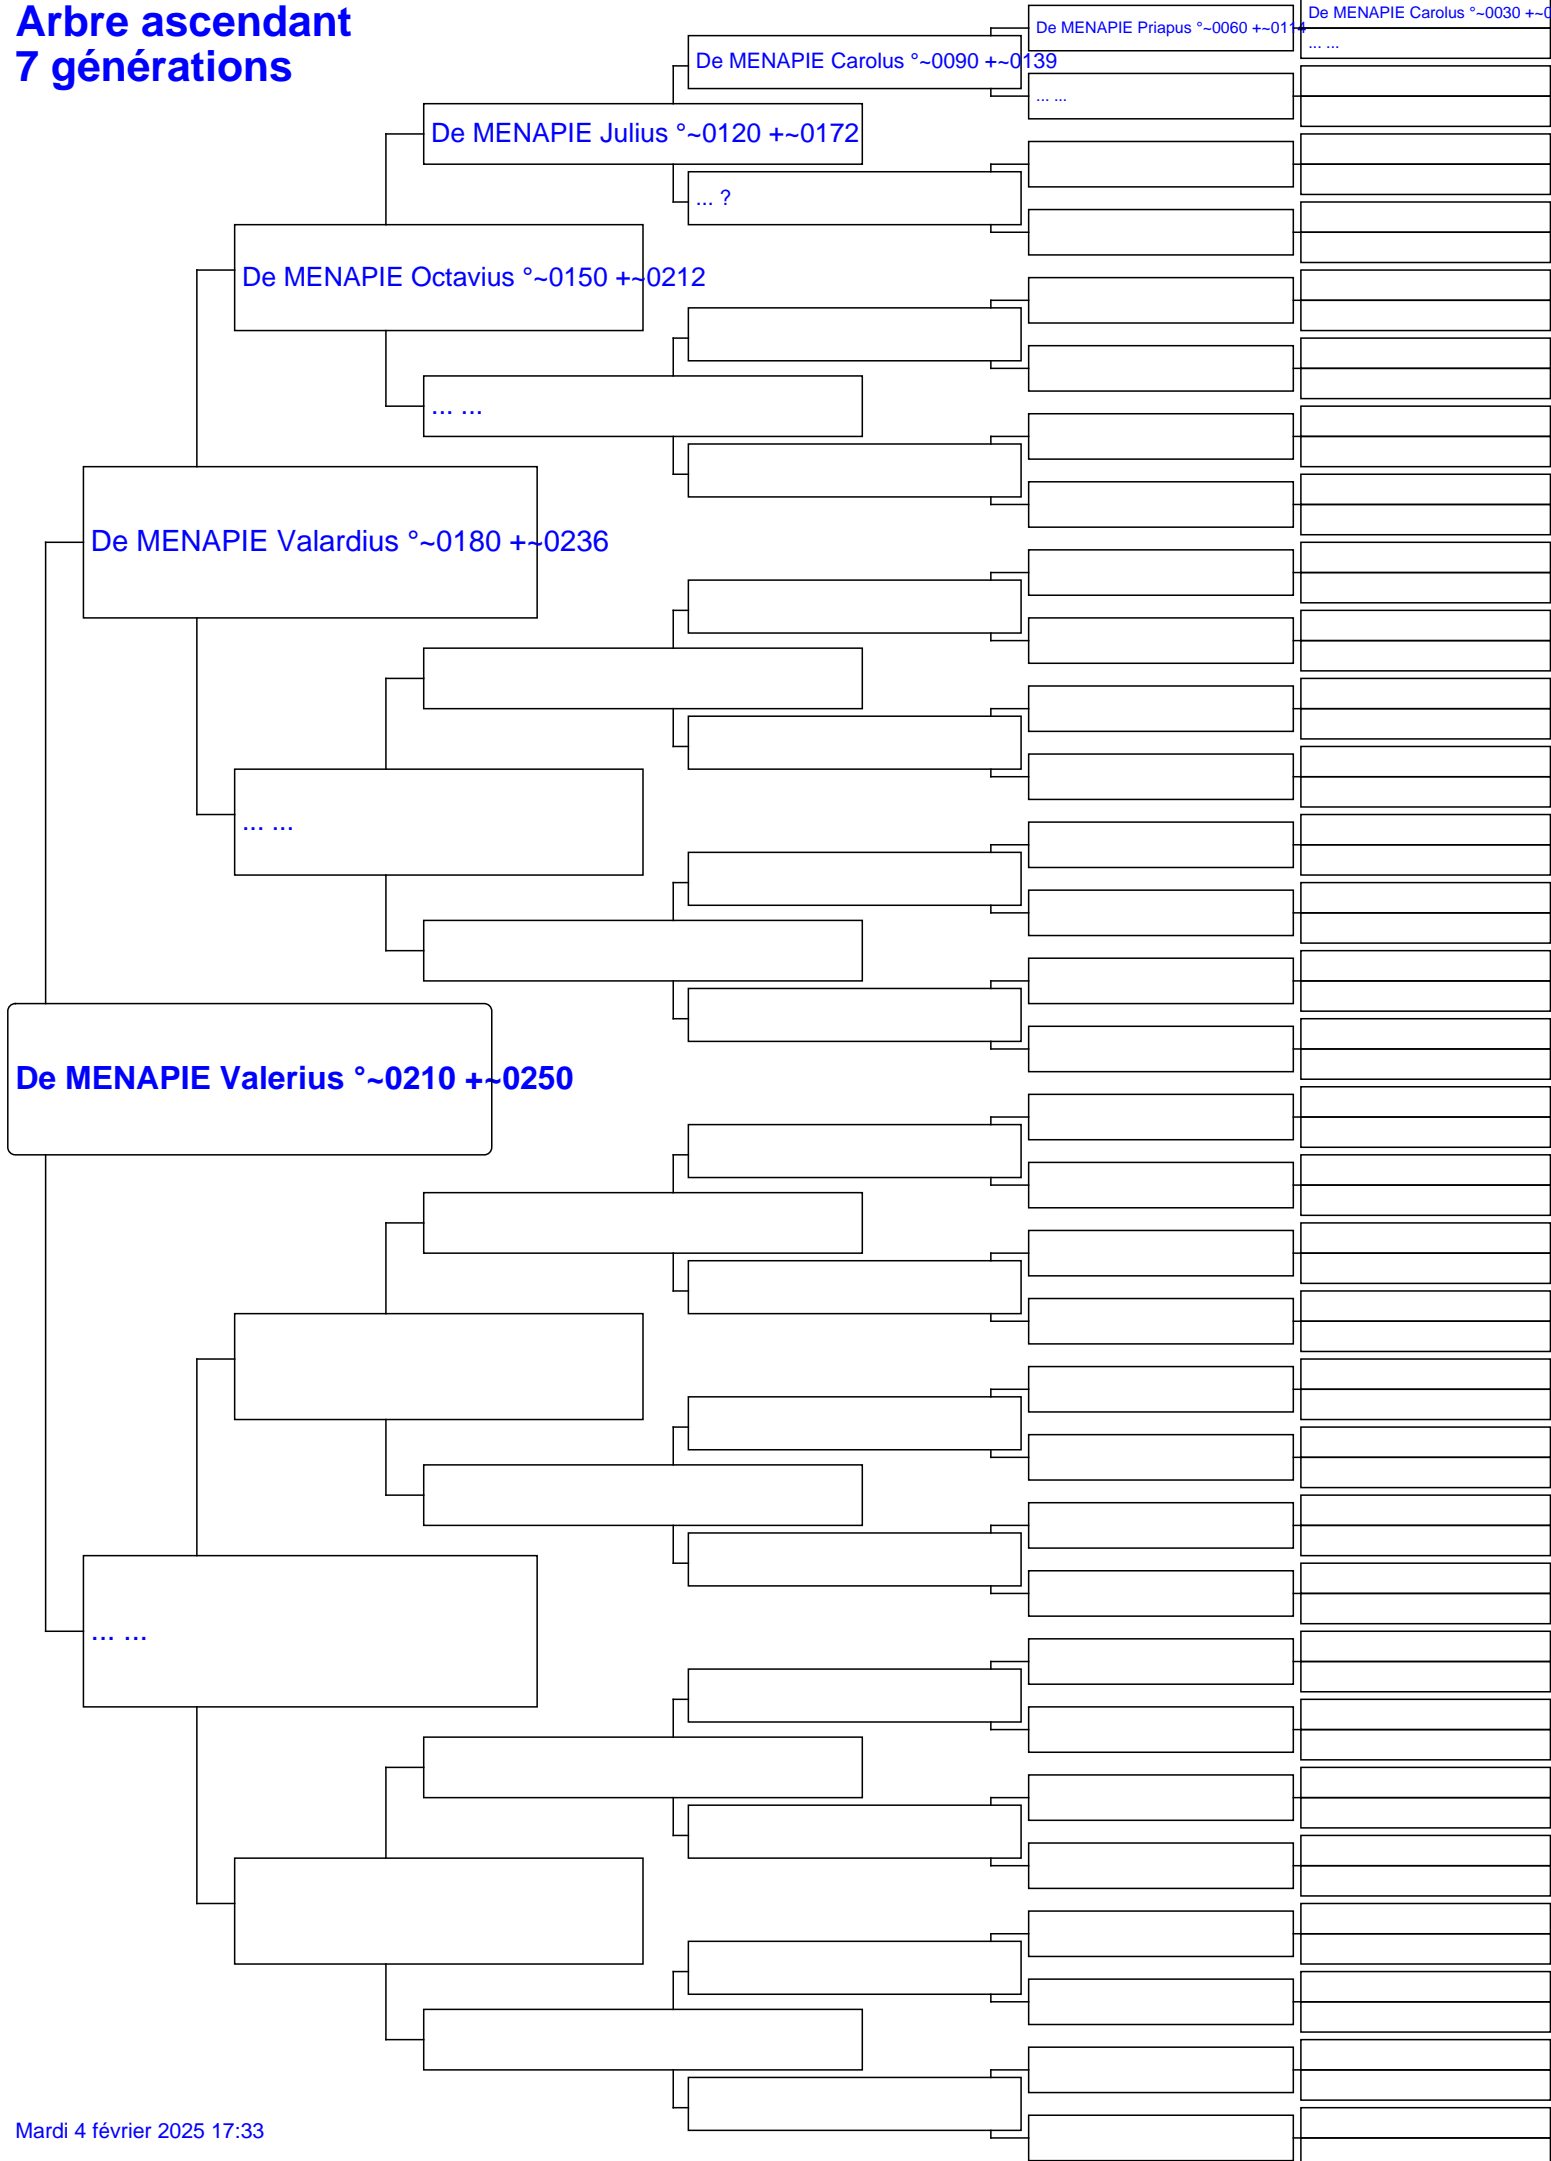 Arbre ascendant
7 générations
De MENAPIE Carolus °~0030 +~0
De MENAPIE Priapus °~0060 +~0114
... ...
De MENAPIE Carolus °~0090 +~0139
... ...
De MENAPIE Julius °~0120 +~0172
... ?
De MENAPIE Octavius °~0150 +~0212
... ...
De MENAPIE Valardius °~0180 +~0236
... ...
De MENAPIE Valerius °~0210 +~0250
... ...
Mardi 4 février 2025 17:33